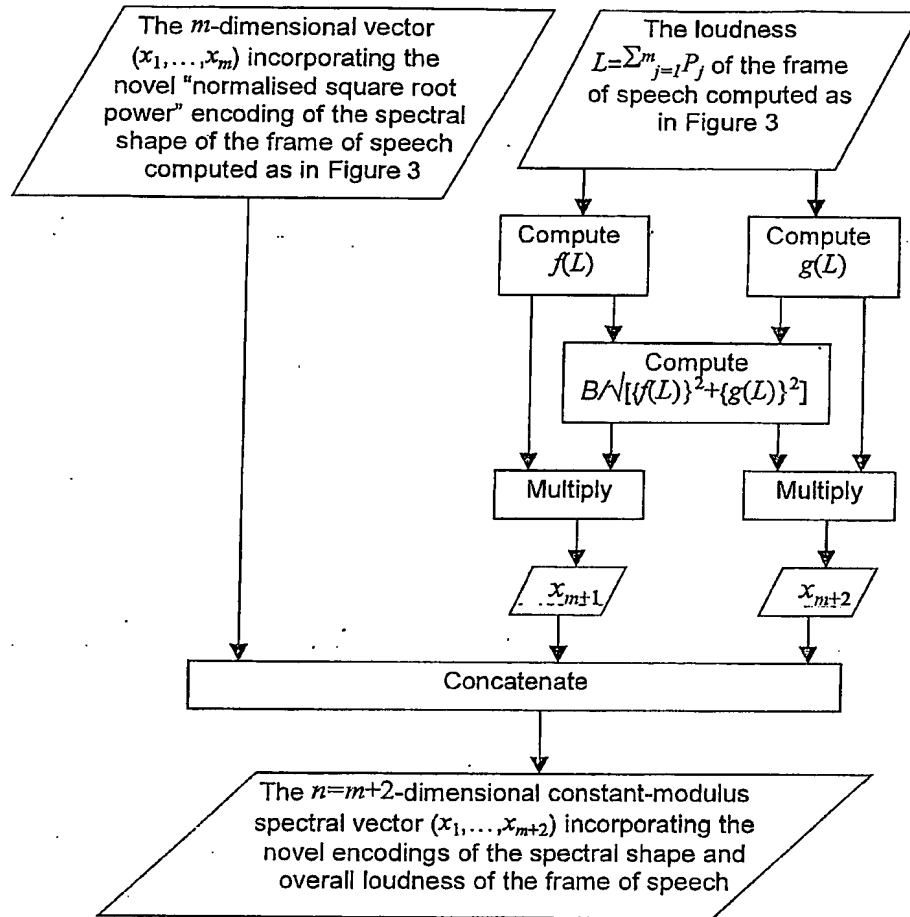 The m-dimensional vector
(x₁,…,xₘ) incorporating the
novel "normalised square root
power" encoding of the spectral
shape of the frame of speech
computed as in Figure 3
The loudness
L=∑ᵐⱼ₌₁Pⱼ of the frame
of speech computed as
in Figure 3
Compute
f(L)
Compute
g(L)
Compute
B/√[{f(L)}²+{g(L)}²]
Multiply
Multiply
xₘ₊₁
xₘ₊₂
Concatenate
The n=m+2-dimensional constant-modulus
spectral vector (x₁,…,xₘ₊₂) incorporating the
novel encodings of the spectral shape and
overall loudness of the frame of speech